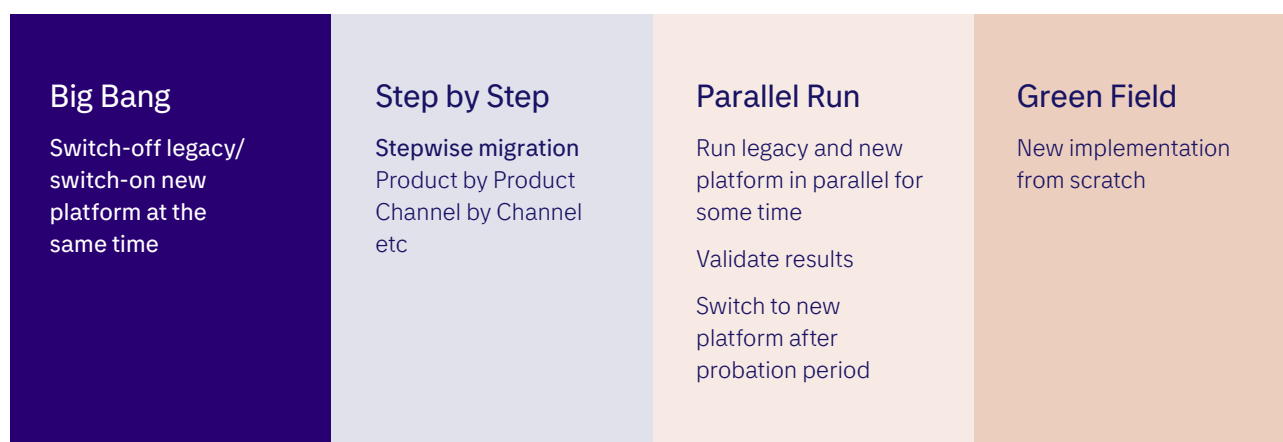 Big Bang
Switch-off legacy/
switch-on new
platform at the
same time
Step by Step
Stepwise migration
Product by Product
Channel by Channel
etc
Parallel Run
Run legacy and new
platform in parallel for
some time
Validate results
Switch to new
platform after
probation period
Green Field
New implementation
from scratch